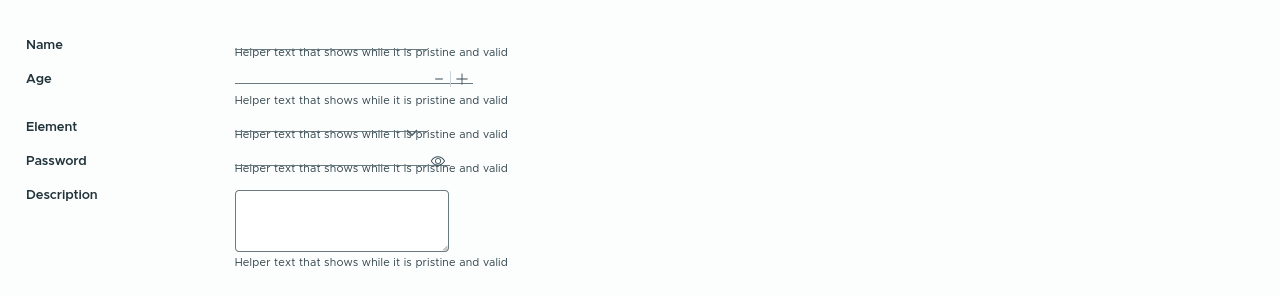 Name
Helper text that shows while it is pristine and valid
Age
Helper text that shows while it is pristine and valid
Element
Helper text that shows while it is pristine and valid
Password
Helper text that shows while it is pristine and valid
Description
Helper text that shows while it is pristine and valid